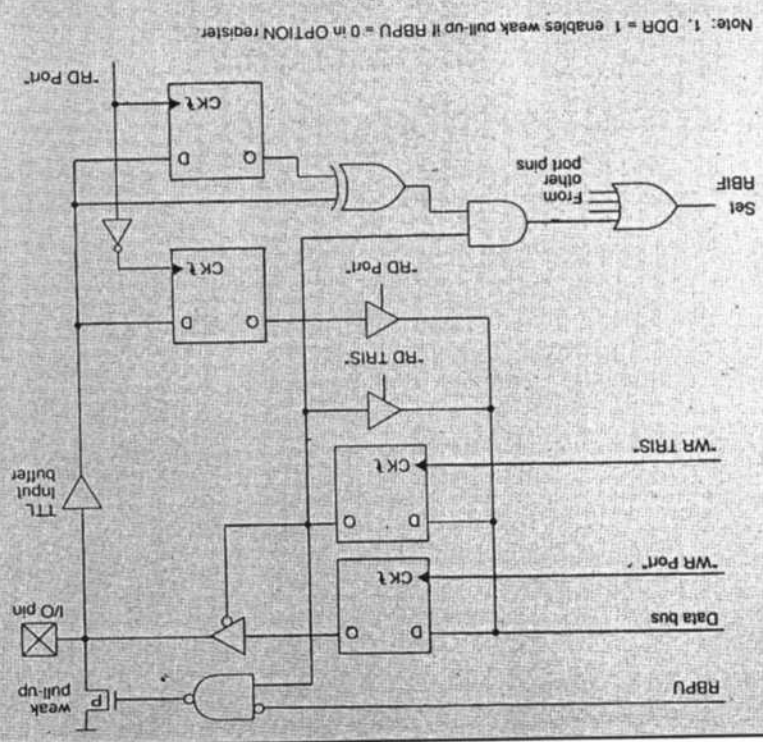 RBPU
weak
pull-up
P
Data bus
I/O pin
D Q
"WR Port"
CK
TTL
Input
buffer
D Q
"WR TRIS"
CK
"RD TRIS"
Q D
"RD Port"
CK
Set
RBIF
From
other
port pins
Q D
CK
"RD Port"
Note: 1. DDR = 1 enables weak pull-up if RBPU = 0 in OPTION register.